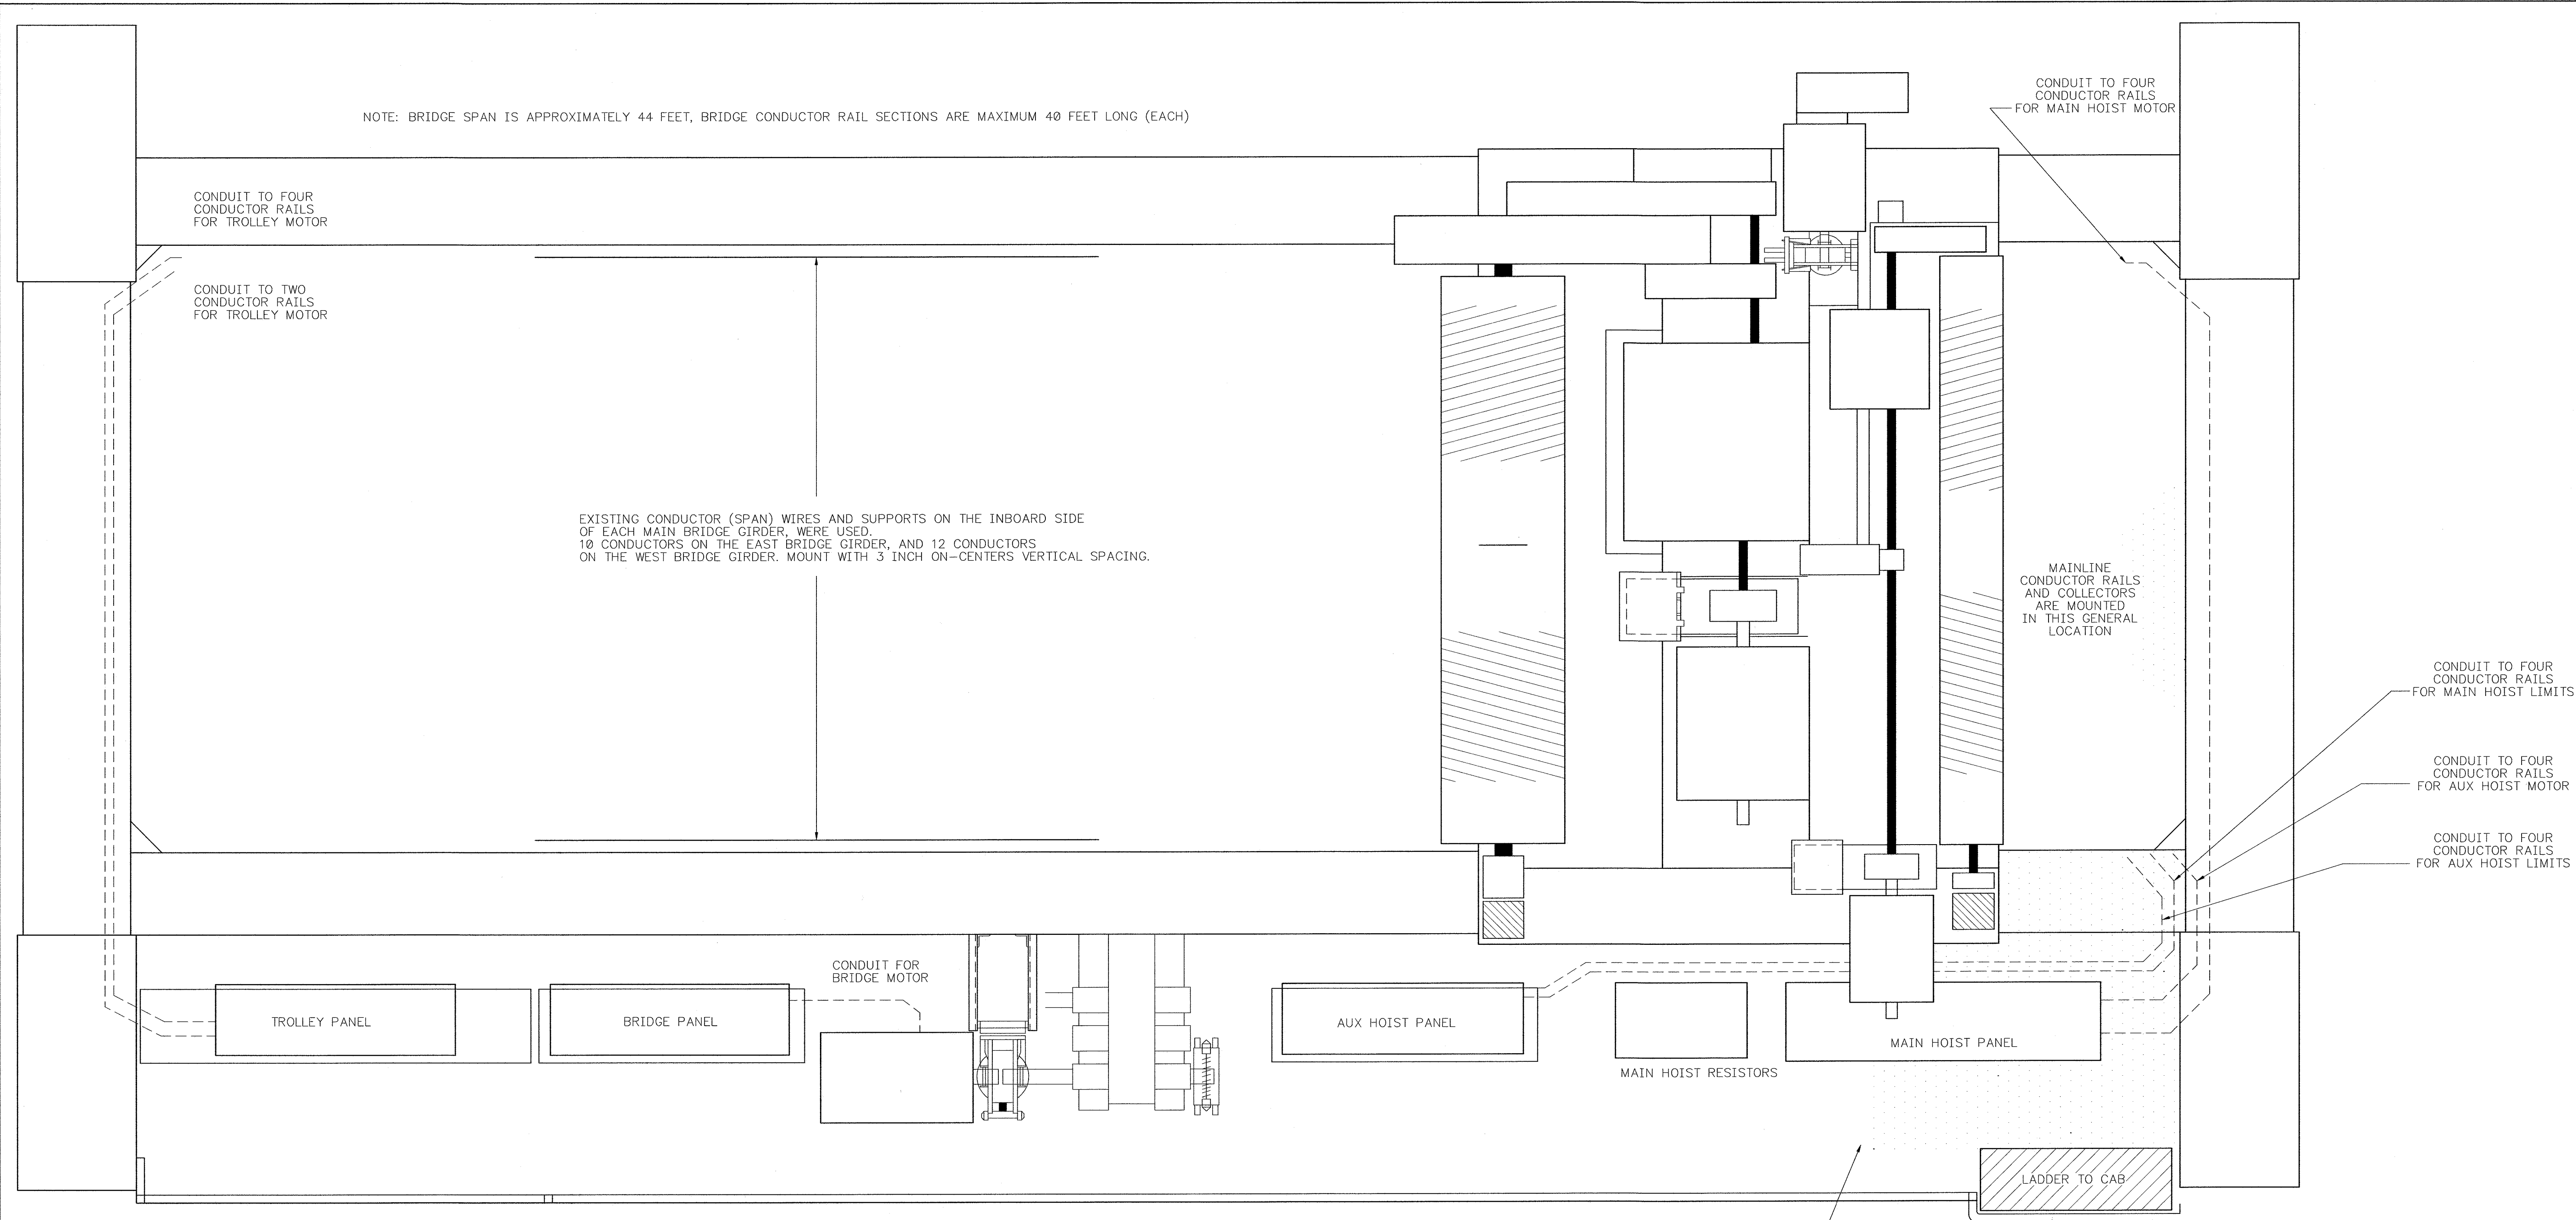 NOTE: BRIDGE SPAN IS APPROXIMATELY 44 FEET, BRIDGE CONDUCTOR RAIL SECTIONS ARE MAXIMUM 40 FEET LONG (EACH)
CONDUIT TO FOUR
CONDUCTOR RAILS
FOR MAIN HOIST MOTOR
CONDUIT TO FOUR
CONDUCTOR RAILS
FOR TROLLEY MOTOR
CONDUIT TO TWO
CONDUCTOR RAILS
FOR TROLLEY MOTOR
EXISTING CONDUCTOR (SPAN) WIRES AND SUPPORTS ON THE INBOARD SIDE
OF EACH MAIN BRIDGE GIRDER, WERE USED.
10 CONDUCTORS ON THE EAST BRIDGE GIRDER, AND 12 CONDUCTORS
ON THE WEST BRIDGE GIRDER. MOUNT WITH 3 INCH ON-CENTERS VERTICAL SPACING.
MAINLINE
CONDUCTOR RAILS
AND COLLECTORS
ARE MOUNTED
IN THIS GENERAL
LOCATION
CONDUIT TO FOUR
CONDUCTOR RAILS
FOR MAIN HOIST LIMITS
CONDUIT TO FOUR
CONDUCTOR RAILS
FOR AUX HOIST MOTOR
CONDUIT TO FOUR
CONDUCTOR RAILS
FOR AUX HOIST LIMITS
CONDUIT FOR
BRIDGE MOTOR
TROLLEY PANEL
BRIDGE PANEL
AUX HOIST PANEL
MAIN HOIST PANEL
MAIN HOIST RESISTORS
LADDER TO CAB